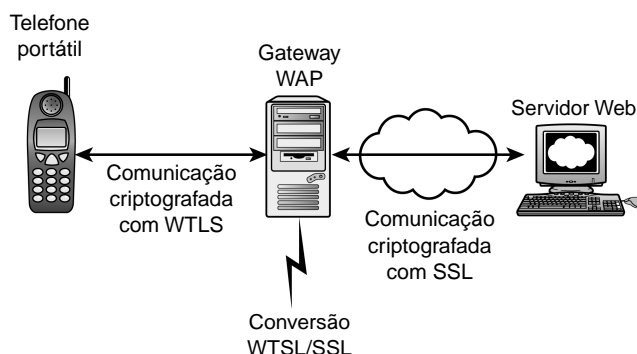 Telefone
portátil
Gateway
WAP
Servidor Web
Comunicação
criptografada
com WTLS
Comunicação
criptografada
com SSL
Conversão
WTSL/SSL